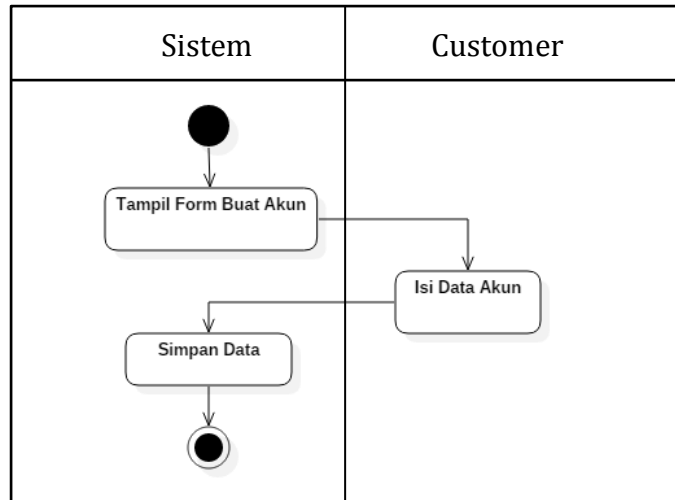 Sistem
Customer
Tampil Form Buat Akun
Isi Data Akun
Simpan Data